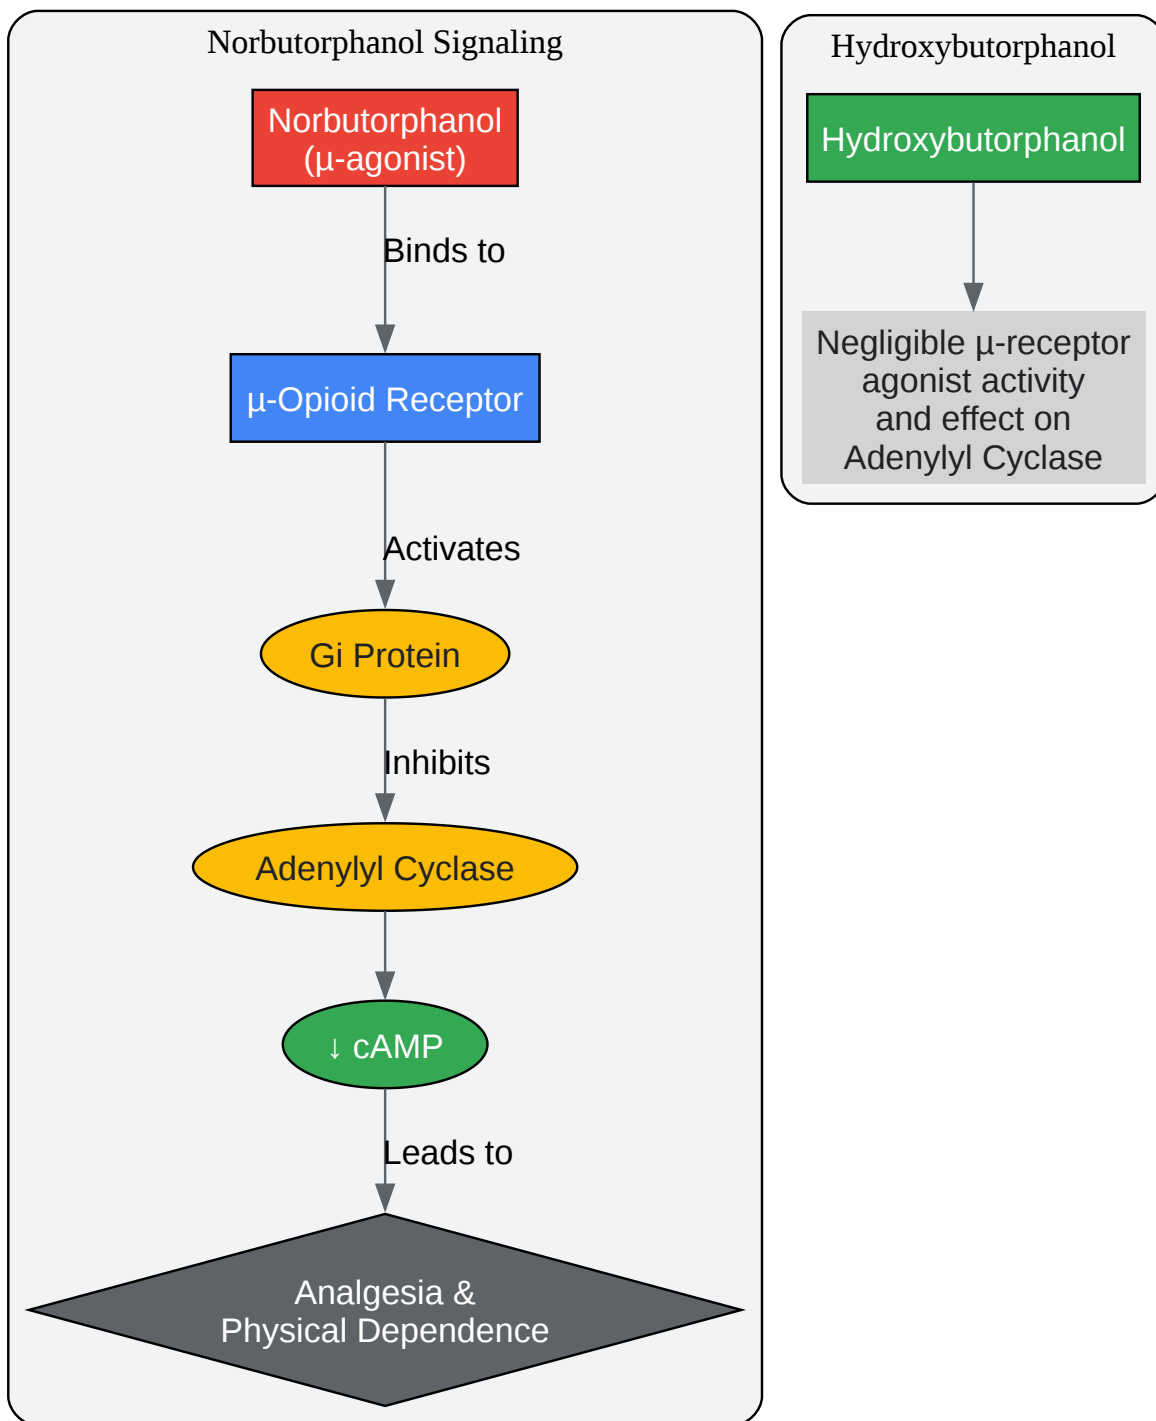 Norbutorphanol Signaling
Norbutorphanol
(µ-agonist)
Binds to
µ-Opioid Receptor
Activates
Gi Protein
Inhibits
Adenylyl Cyclase
↓ cAMP
Leads to
Analgesia &
Physical Dependence
Hydroxybutorphanol
Hydroxybutorphanol
Negligible µ-receptor
agonist activity
and effect on
Adenylyl Cyclase